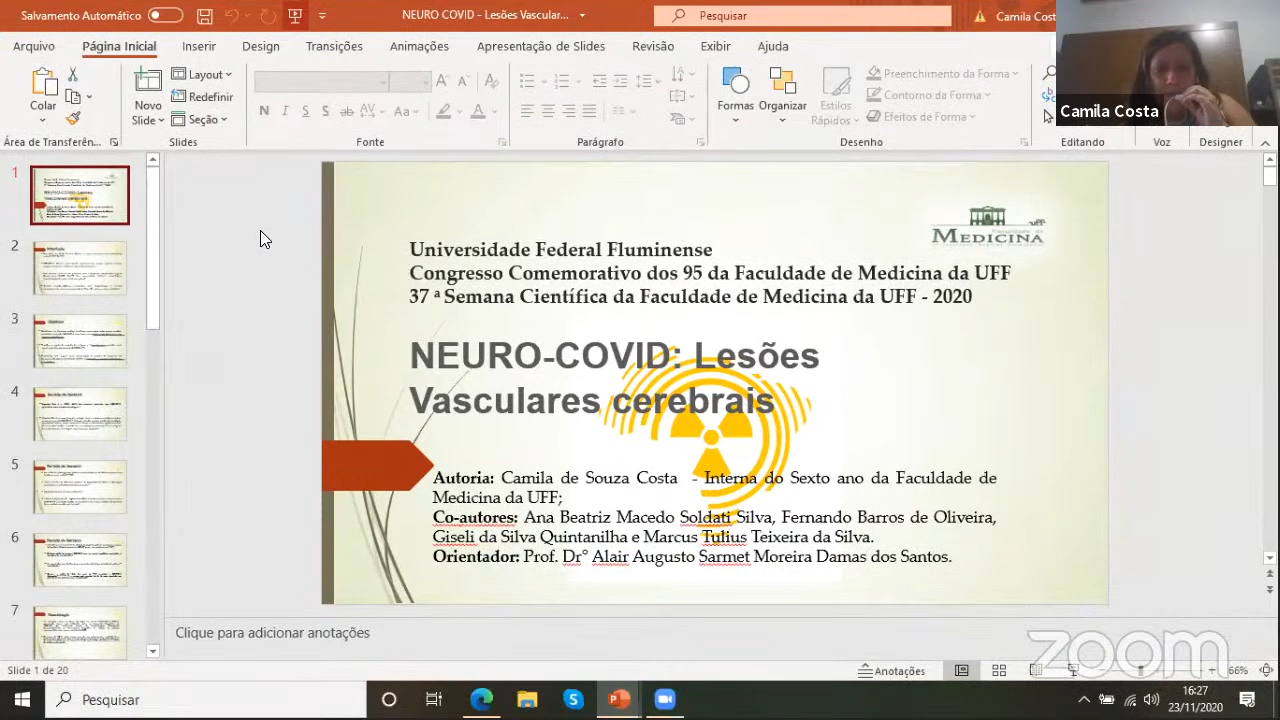 Salvamento Automático
NEURO COVID - Lesões Vascular...
Pesquisar
Camila Cost
Arquivo
Página Inicial
Inserir
Design
Transições
Animações
Apresentação de Slides
Revisão
Exibir
Ajuda
Colar
Novo
Slide
Layout
Redefinir
Seção
Formas
Organizar
Estilos
Rápidos
Preenchimento da Forma
Contorno da Forma
Efeitos de Forma
Camila Costa
Área de Transferên...
Slides
Fonte
Parágrafo
Desenho
Editando
Voz
Designer
1
2
3
4
5
6
7
MEDICINA
Universidade Federal Fluminense
Congresso Comemorativo dos 95 da Faculdade de Medicina da UFF
37 ª Semana Científica da Faculdade de Medicina da UFF - 2020
NEURO-COVID: Lesões
Vasculares cerebrais
Autoria: Camila de Souza Costa - Interna do Sexto ano da Faculdade de
Medicina da UFF;
Co-autores: Ana Beatriz Macedo Soldati Silva, Fernando Barros de Oliveira,
Giseli da Silva Quintanilha e Marcus Tulius Teixeira da Silva.
Orientador: Prof. Drº Alair Augusto Sarmet Moreira Damas dos Santos.
Clique para adicionar anotações
zoom
Slide 1 de 20
Anotações
66%
Pesquisar
16:27
23/11/2020